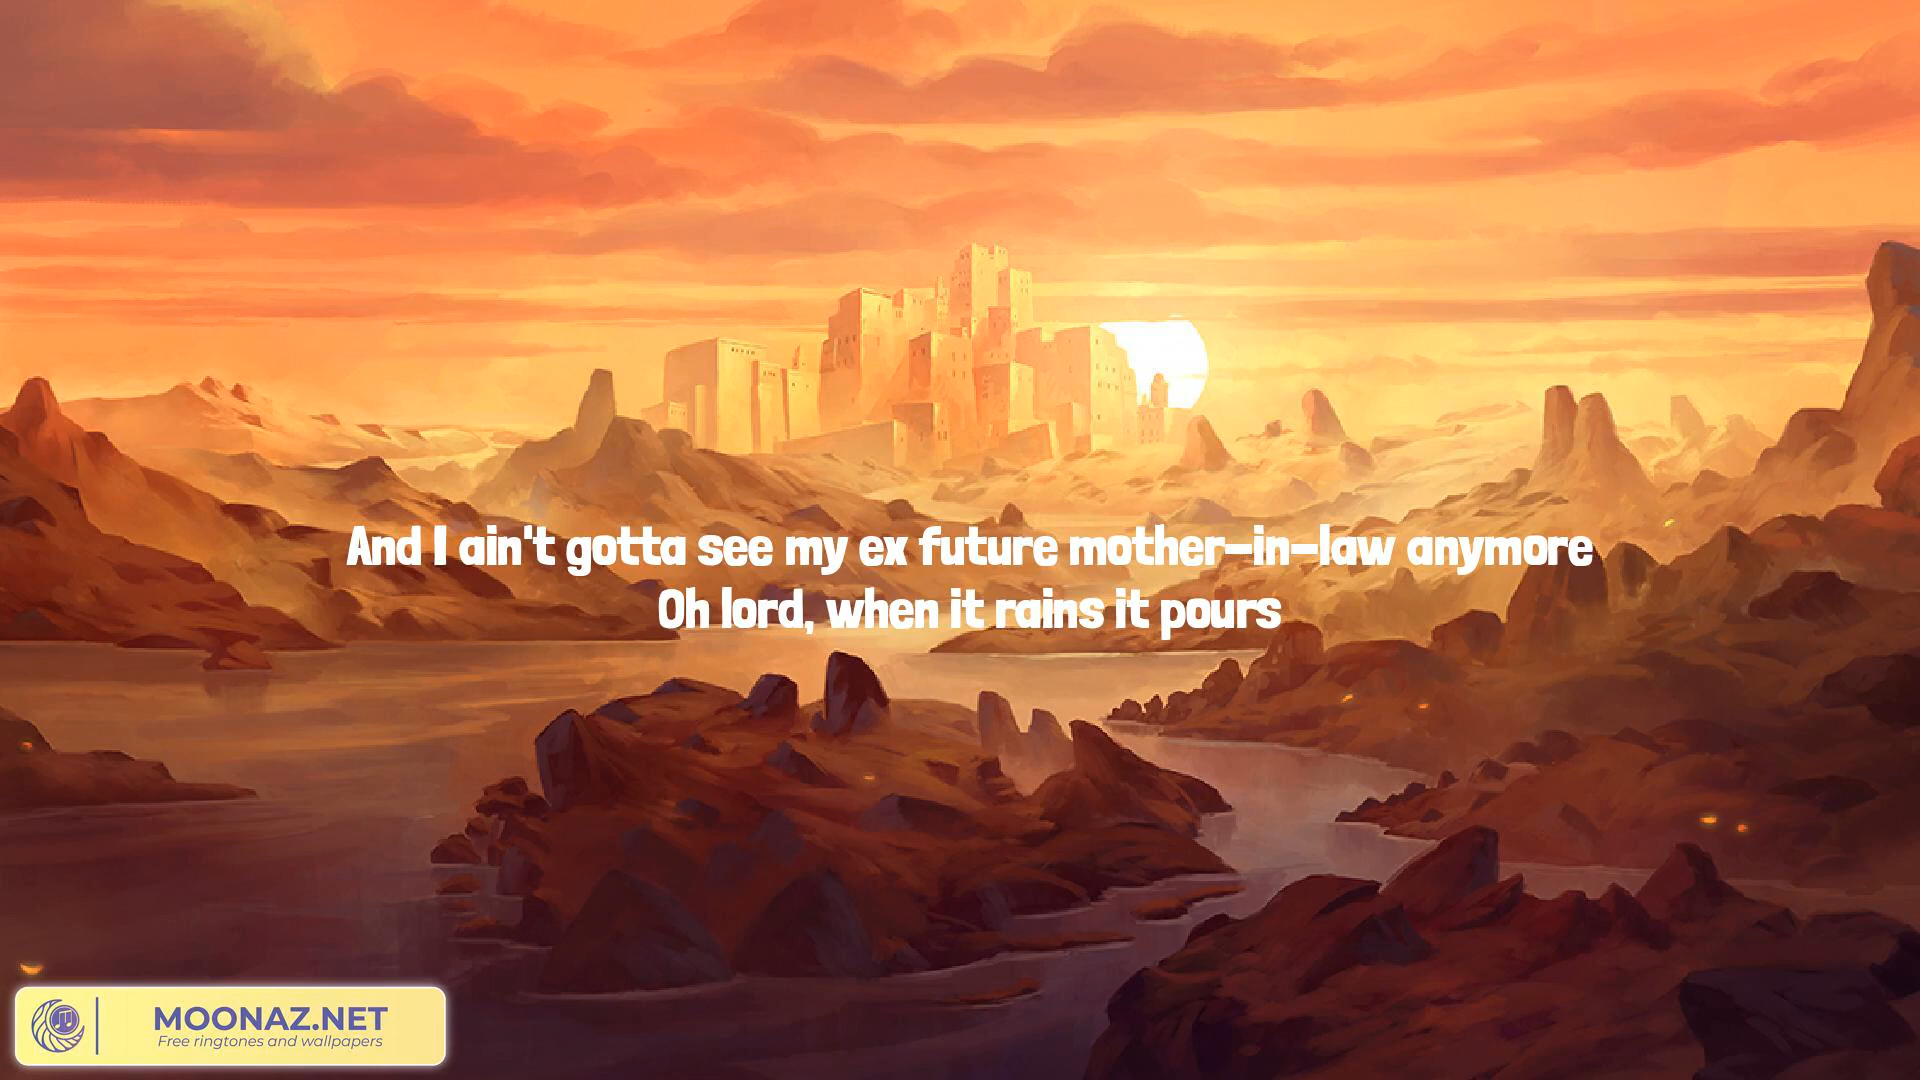 And I ain't gotta see my ex future mother-in-law anymore
Oh lord, when it rains it pours
MOONAZ.NET
Free ringtones and wallpapers